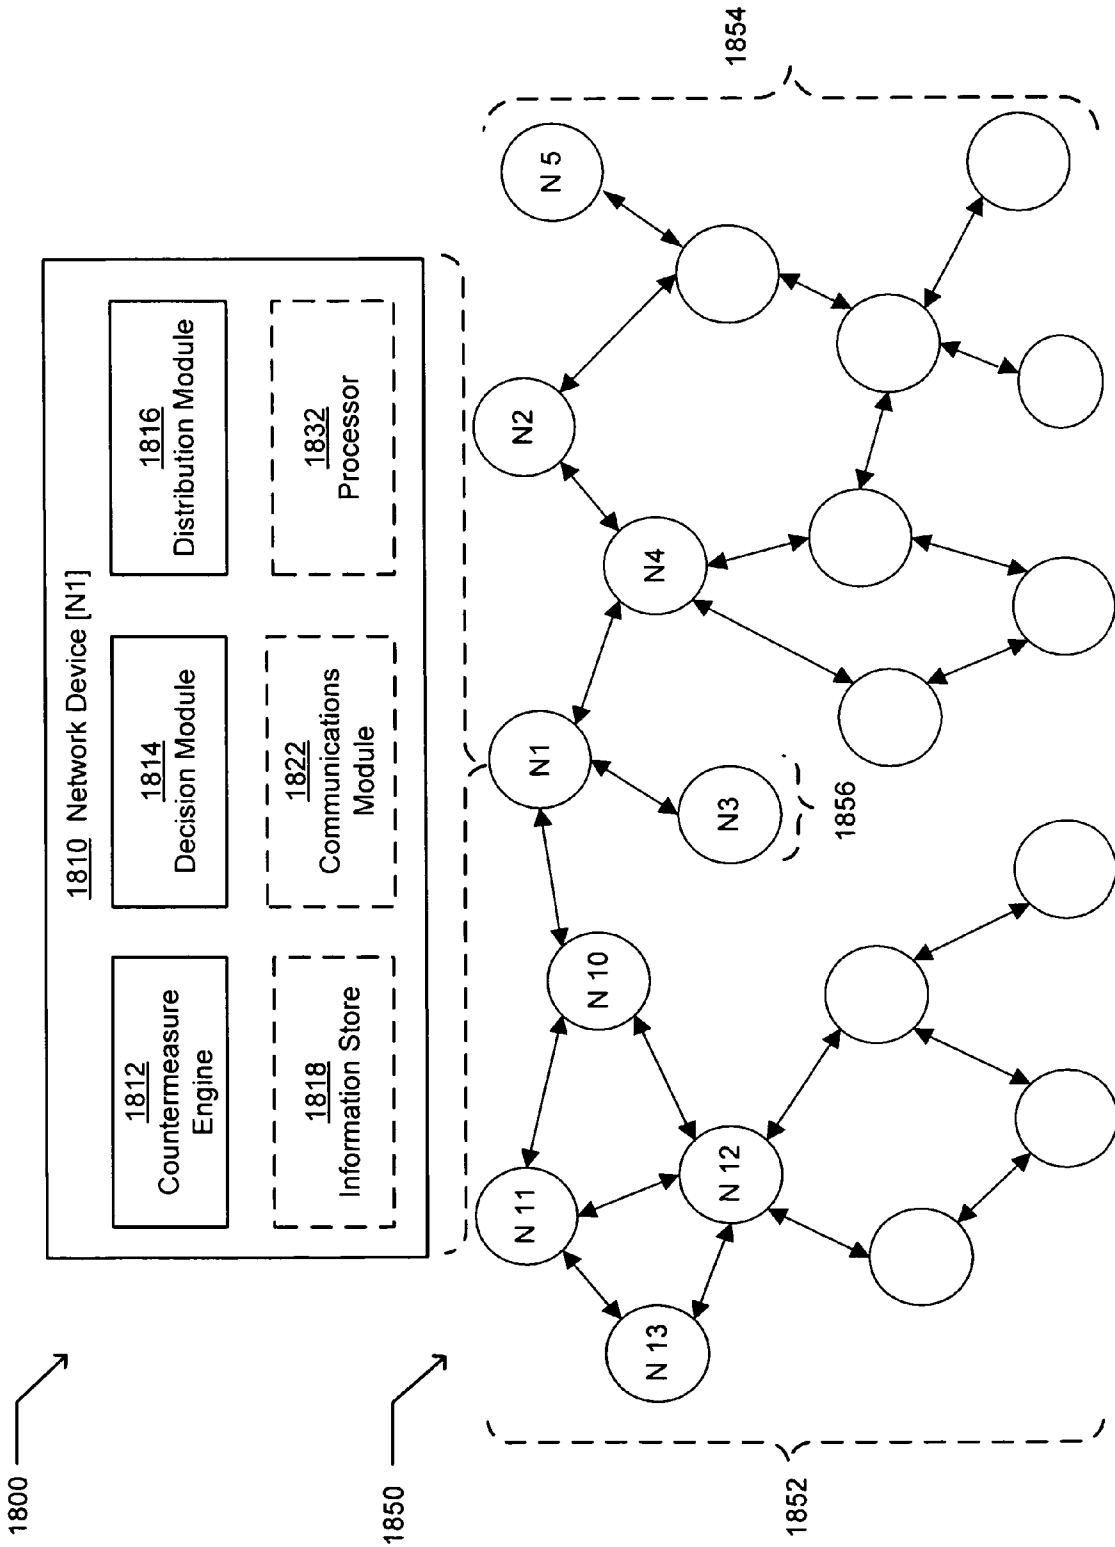 1800
1810 Network Device [N1]
1812
Countermeasure
Engine
1814
Decision Module
1816
Distribution Module
1818
Information Store
1822
Communications
Module
1832
Processor
1850
N 13
N 11
N 12
N 10
N1
N3
N4
N2
N 5
1852
1856
1854